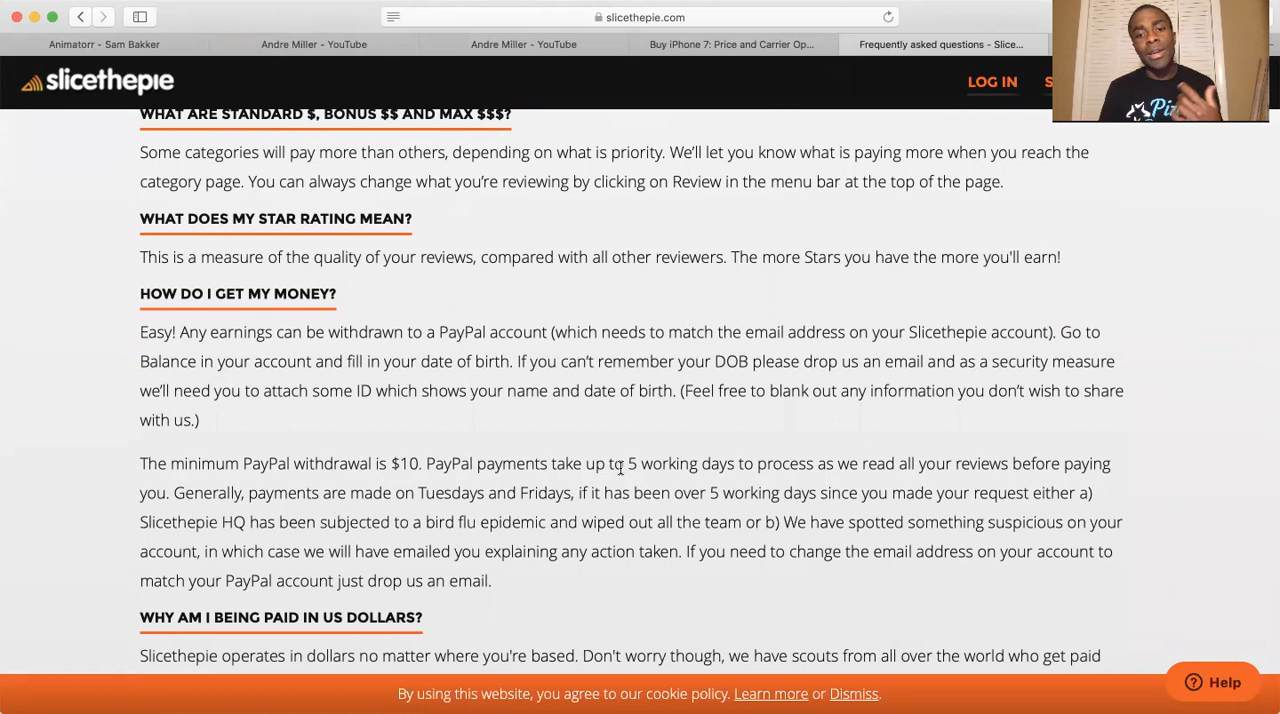 slicethepie.com
Animatorr - Sam Bakker
Andre Miller - YouTube
Andre Miller - YouTube
Buy iPhone 7: Price and Carrier Op...
Frequently asked questions - Slice...
slicethepie
LOG IN
WHAT ARE STANDARD $, BONUS $$ AND MAX $$$?
Some categories will pay more than others, depending on what is priority. We’ll let you know what is paying more when you reach the
category page. You can always change what you’re reviewing by clicking on Review in the menu bar at the top of the page.
WHAT DOES MY STAR RATING MEAN?
This is a measure of the quality of your reviews, compared with all other reviewers. The more Stars you have the more you'll earn!
HOW DO I GET MY MONEY?
Easy! Any earnings can be withdrawn to a PayPal account (which needs to match the email address on your Slicethepie account). Go to
Balance in your account and fill in your date of birth. If you can’t remember your DOB please drop us an email and as a security measure
we’ll need you to attach some ID which shows your name and date of birth. (Feel free to blank out any information you don’t wish to share
with us.)
The minimum PayPal withdrawal is $10. PayPal payments take up to 5 working days to process as we read all your reviews before paying
you. Generally, payments are made on Tuesdays and Fridays, if it has been over 5 working days since you made your request either a)
Slicethepie HQ has been subjected to a bird flu epidemic and wiped out all the team or b) We have spotted something suspicious on your
account, in which case we will have emailed you explaining any action taken. If you need to change the email address on your account to
match your PayPal account just drop us an email.
WHY AM I BEING PAID IN US DOLLARS?
Slicethepie operates in dollars no matter where you're based. Don't worry though, we have scouts from all over the world who get paid
By using this website, you agree to our cookie policy. Learn more or Dismiss.
Help